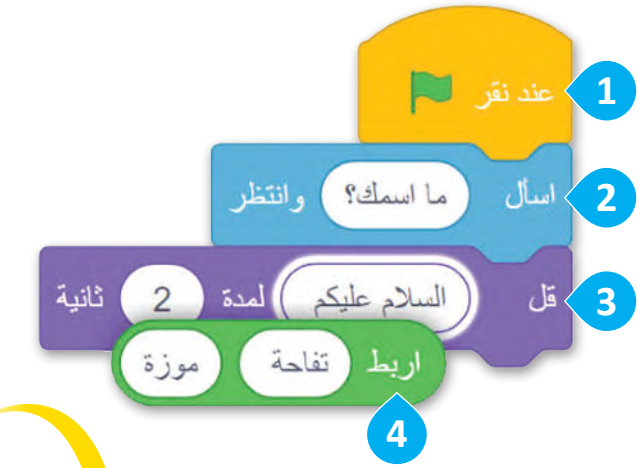 عند نقر 1
اسأل ما اسمك؟ وانتظر 2
قل السلام عليكم لمدة 2 ثانية 3
اربط تفاحة موزة
4